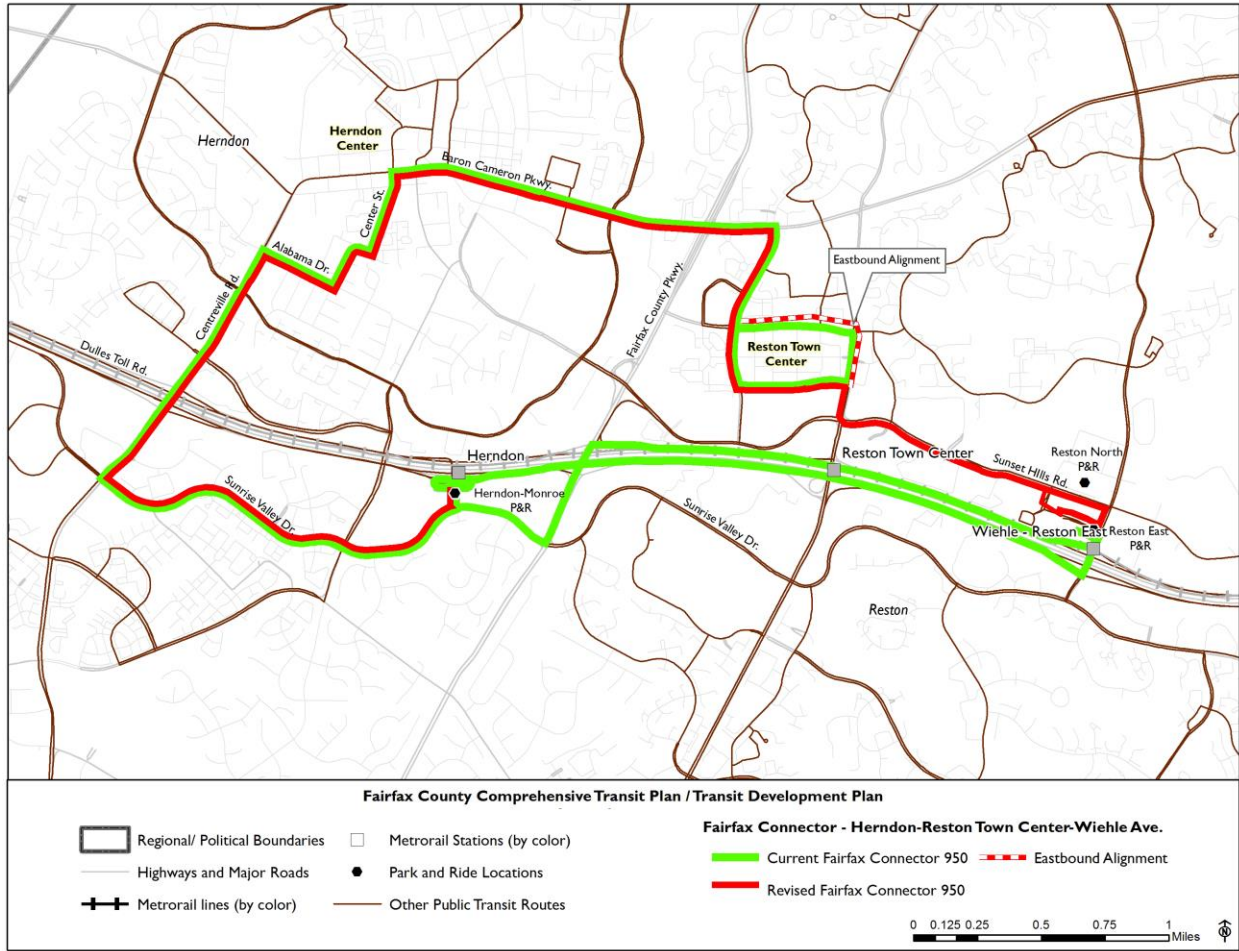 Herndon
Herndon
Center
Baron Cameron Pkwy.
Center St.
Alabama Dr.
Centreville Rd.
Fairfax County Pkwy.
Eastbound Alignment
Reston Town
Center
Dulles Toll Rd.
Herndon
Herndon-Monroe
P&R
Reston Town Center
Reston North
P&R
Sunset Hills Rd.
Sunrise Valley Dr.
Sunrise Valley Dr.
Wiehle - Reston East
Reston East
P&R
Reston
Fairfax County Comprehensive Transit Plan / Transit Development Plan
Regional/ Political Boundaries
Metrorail Stations (by color)
Highways and Major Roads
Park and Ride Locations
Metrorail lines (by color)
Other Public Transit Routes
Fairfax Connector - Herndon-Reston Town Center-Wiehle Ave.
Current Fairfax Connector 950
Eastbound Alignment
Revised Fairfax Connector 950
0 0.125 0.25 0.5 0.75 1
Miles
N